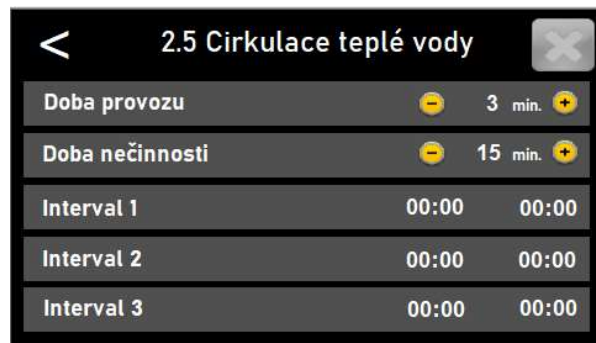 < 2.5 Cirkulace teplé vody
Doba provozu - 3 min. +
Doba nečinnosti - 15 min. +
Interval 1 00:00 00:00
Interval 2 00:00 00:00
Interval 3 00:00 00:00